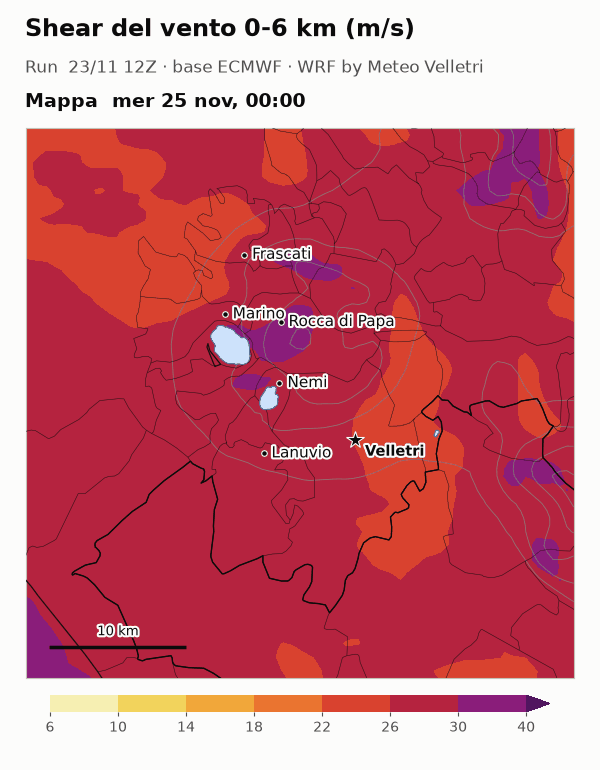 Shear del vento 0-6 km (m/s)
Run  23/11 12Z · base ECMWF · WRF by Meteo Velletri
Mappa  mer 25 nov, 00:00
Frascati
Marino
Rocca di Papa
Nemi
Velletri
Lanuvio
10 km
6 10 14 18 22 26 30 40